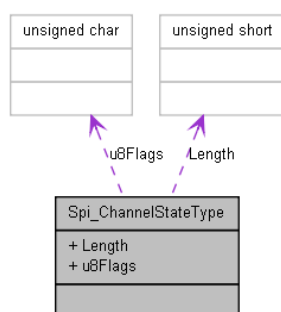 unsigned char
unsigned short
u8Flags
Length
Spi_ChannelStateType
+ Length
+ u8Flags